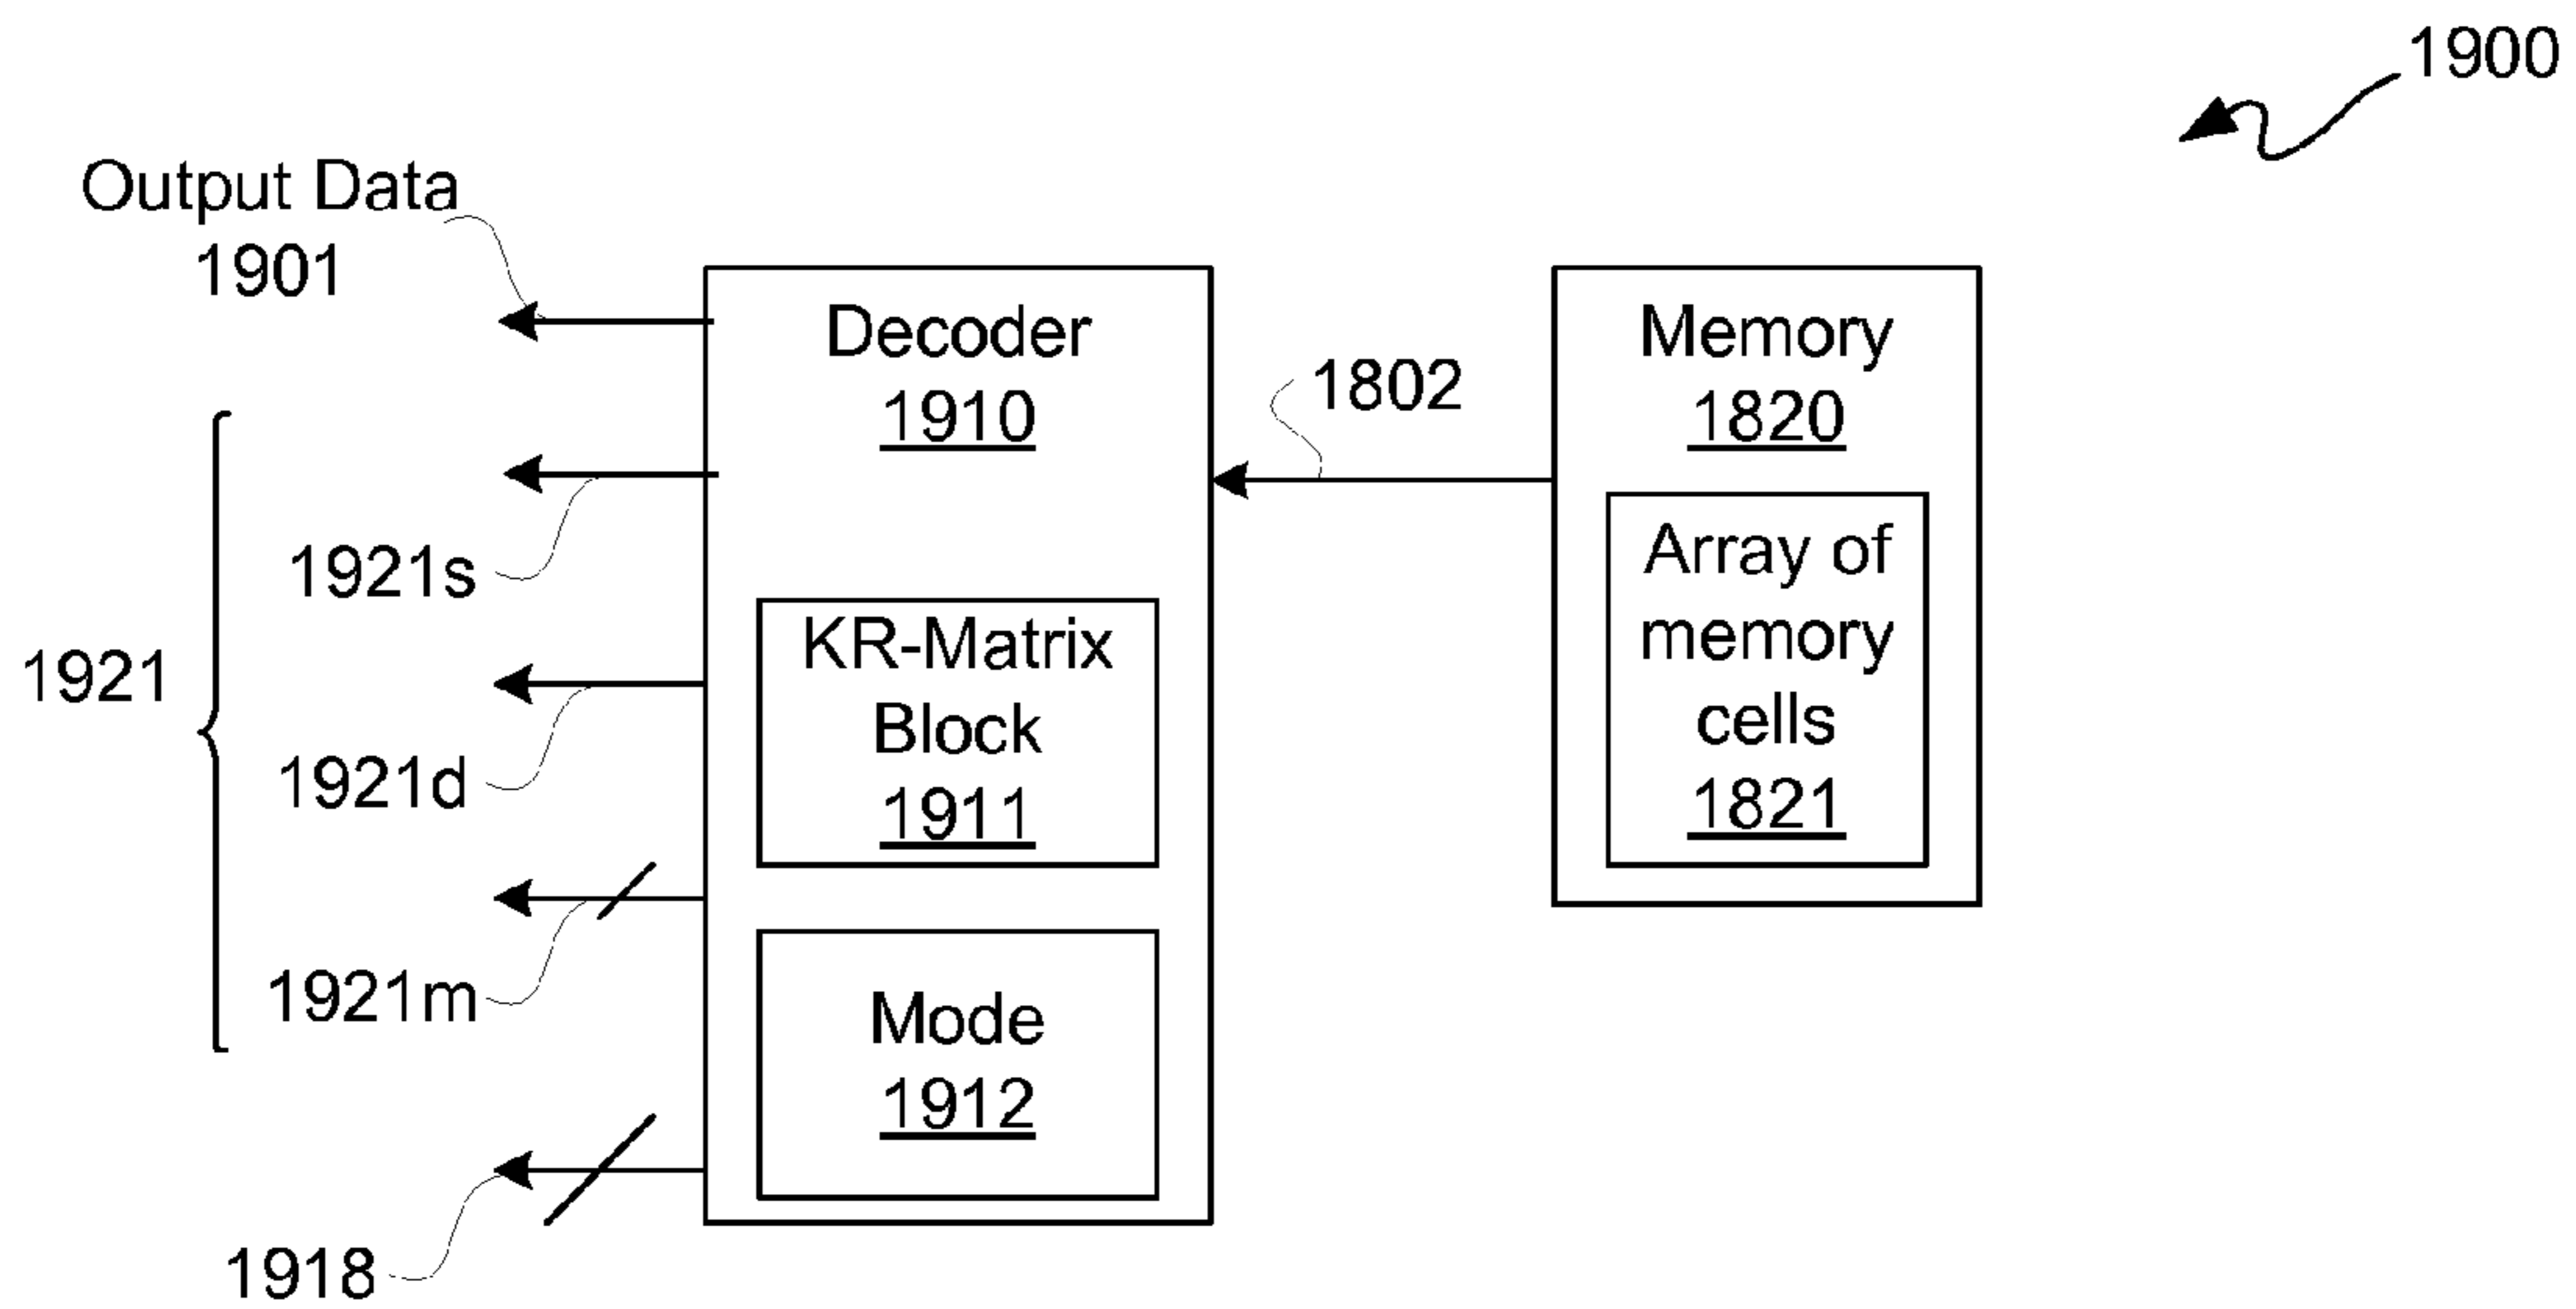 1900
Output Data
1901
Decoder
1910
1802
Memory
1820
Array of
memory
cells
1821
1921
1921s
1921d
1921m
KR-Matrix
Block
1911
Mode
1912
1918